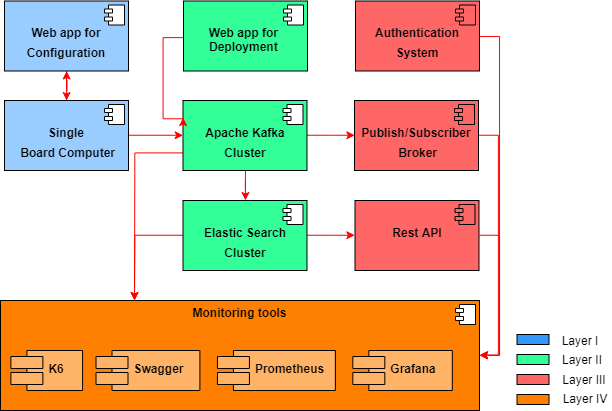 Web app for
Configuration
Web app for
Deployment
Authentication
System
Single
Board Computer
Apache Kafka
Cluster
Publish/Subscriber
Broker
Elastic Search
Cluster
Rest API
Monitoring tools
K6
Swagger
Prometheus
Grafana
Layer I
Layer II
Layer III
Layer IV